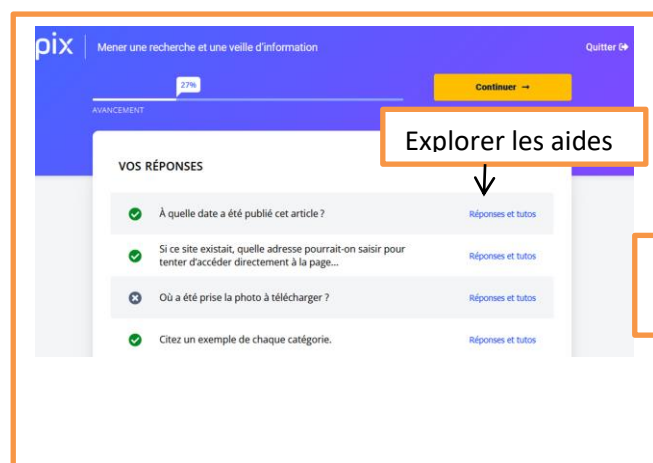 pix
Mener une recherche et une veille d'information
Quitter
27%
Continuer →
AVANCEMENT
Explorer les aides
VOS RÉPONSES
À quelle date a été publié cet article ?
Réponses et tutos
Si ce site existait, quelle adresse pourrait-on saisir pour
tenter d'accéder directement à la page...
Réponses et tutos
Où a été prise la photo à télécharger ?
Réponses et tutos
Citez un exemple de chaque catégorie.
Réponses et tutos